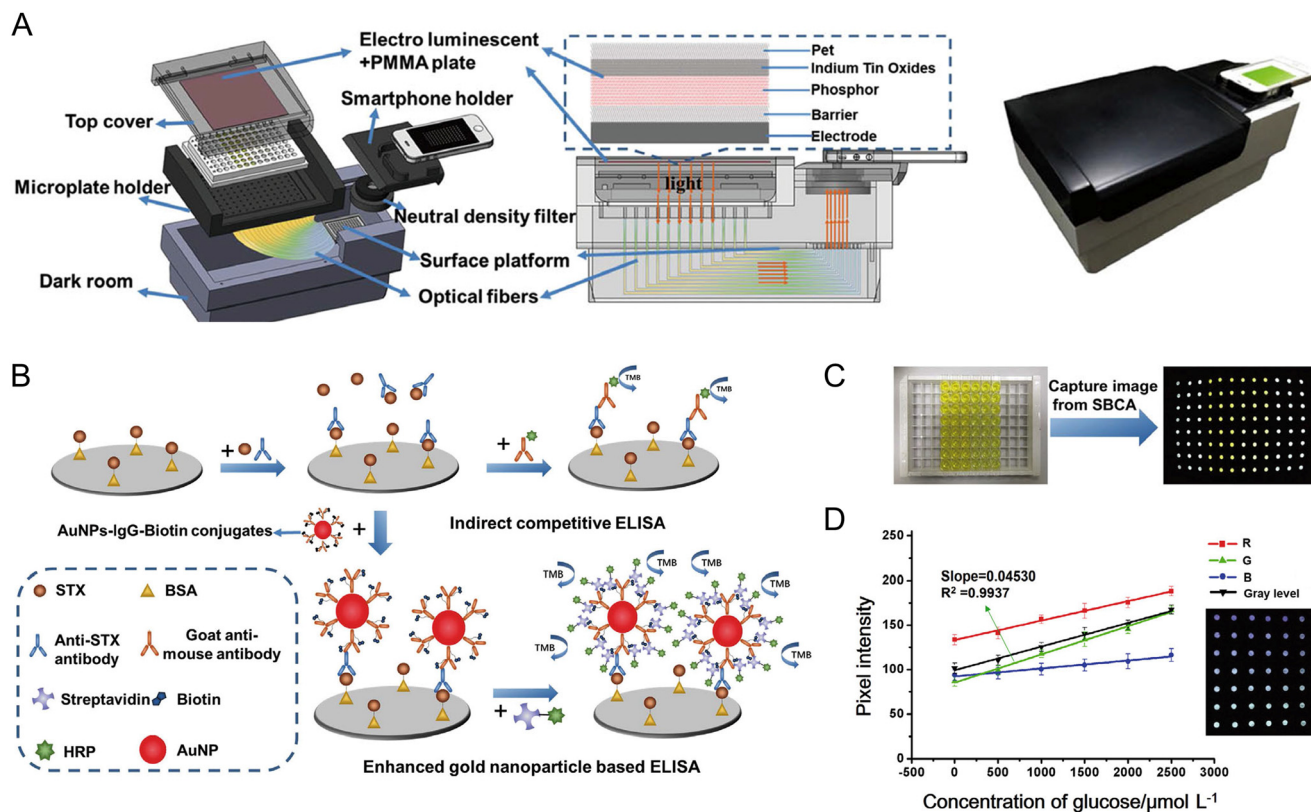 A
Electro luminescent
+PMMA plate
Smartphone holder
Top cover
Microplate holder
Neutral density filter
Surface platform
Dark room
Optical fibers
Pet
Indium Tin Oxides
Phosphor
Barrier
Electrode
light
B
+
+
TMB
TMB
AuNPs-IgG-Biotin conjugates
+
Indirect competitive ELISA
STX
BSA
Anti-STX
antibody
Goat anti-
mouse antibody
Streptavidin
Biotin
HRP
AuNP
TMB
TMB
TMB
TMB
TMB
TMB
+
Enhanced gold nanoparticle based ELISA
C
Capture image
from SBCA
D
Pixel intensity
250
200
150
100
50
0
Slope=0.04530
R² =0.9937
R
G
B
Gray level
-500
0
500
1000
1500
2000
2500
3000
Concentration of glucose/μmol L⁻¹